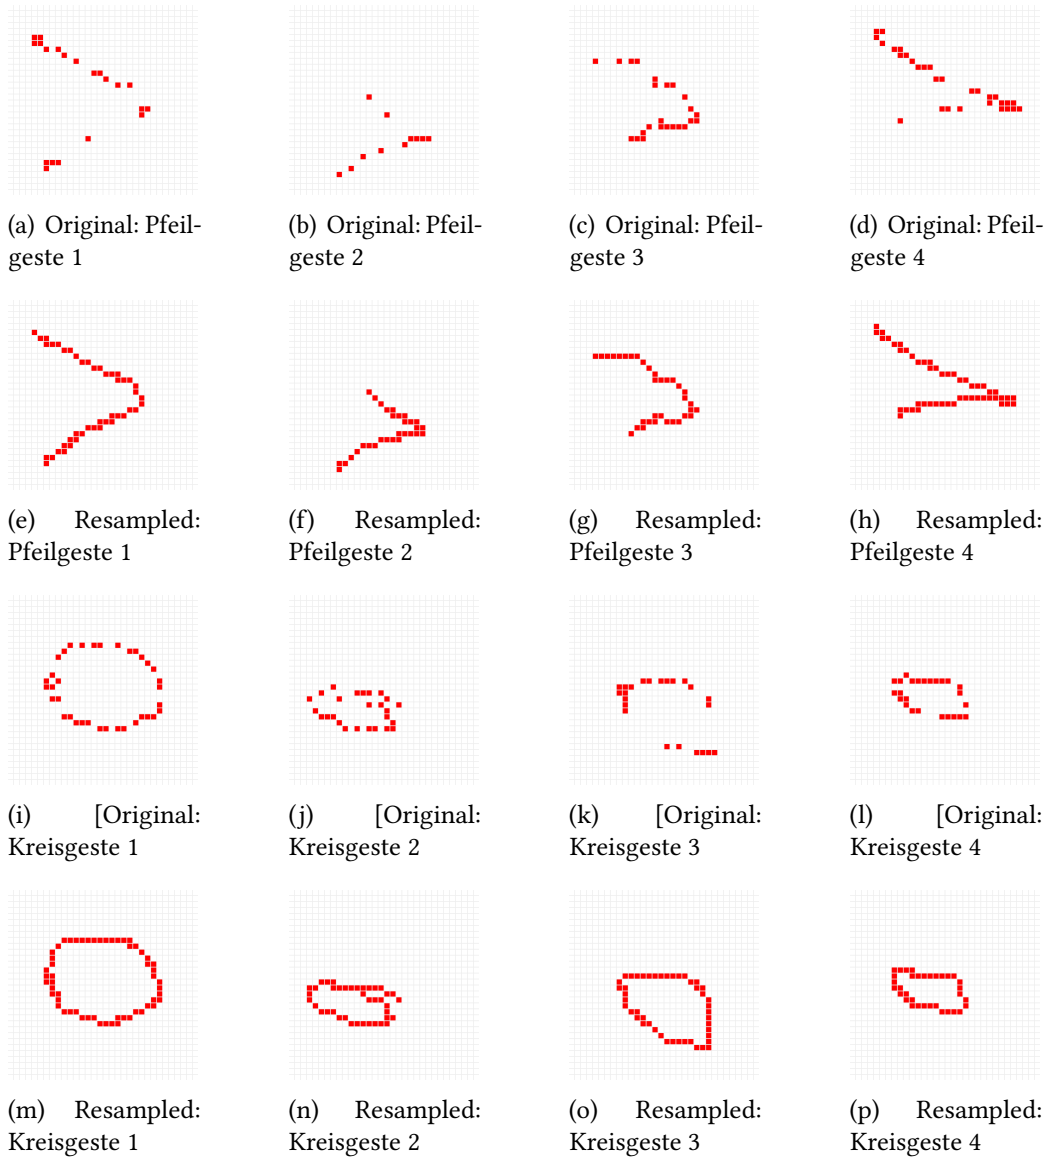 (a) Original: Pfeil-
geste 1
(b) Original: Pfeil-
geste 2
(c) Original: Pfeil-
geste 3
(d) Original: Pfeil-
geste 4
(e) Resampled:
Pfeilgeste 1
(f) Resampled:
Pfeilgeste 2
(g) Resampled:
Pfeilgeste 3
(h) Resampled:
Pfeilgeste 4
(i) [Original:
Kreisgeste 1
(j) [Original:
Kreisgeste 2
(k) [Original:
Kreisgeste 3
(l) [Original:
Kreisgeste 4
(m) Resampled:
Kreisgeste 1
(n) Resampled:
Kreisgeste 2
(o) Resampled:
Kreisgeste 3
(p) Resampled:
Kreisgeste 4